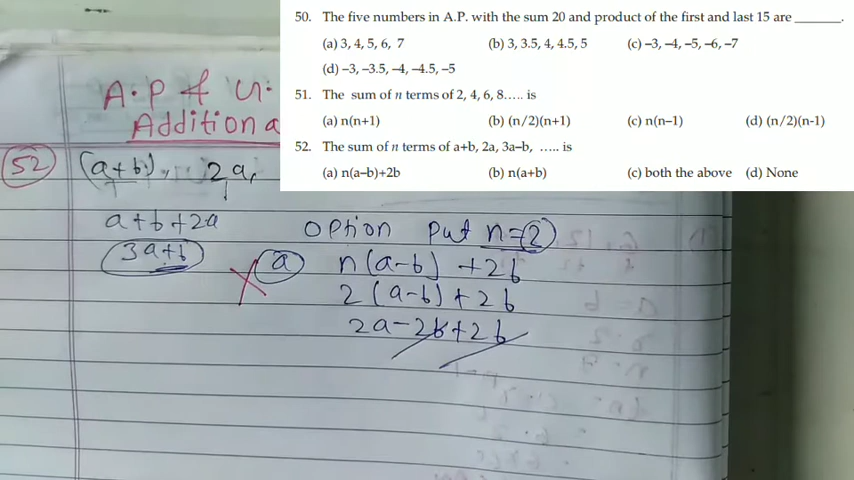 50. The five numbers in A.P. with the sum 20 and product of the first and last 15 are _______.
(a) 3, 4, 5, 6, 7 (b) 3, 3.5, 4, 4.5, 5 (c) –3, –4, –5, –6, –7
(d) –3, –3.5, –4, –4.5, –5
51. The sum of n terms of 2, 4, 6, 8….. is
(a) n(n+1) (b) (n/2)(n+1) (c) n(n–1) (d) (n/2)(n-1)
52. The sum of n terms of a+b, 2a, 3a–b, ….. is
(a) n(a–b)+2b (b) n(a+b) (c) both the above (d) None
A.P & G.
Addition a
52 (a+b), 2a,
a+b+2a
3a+b
option put n=2
a n(a-b) +2b
2(a-b)+2b
2a-2b+2b